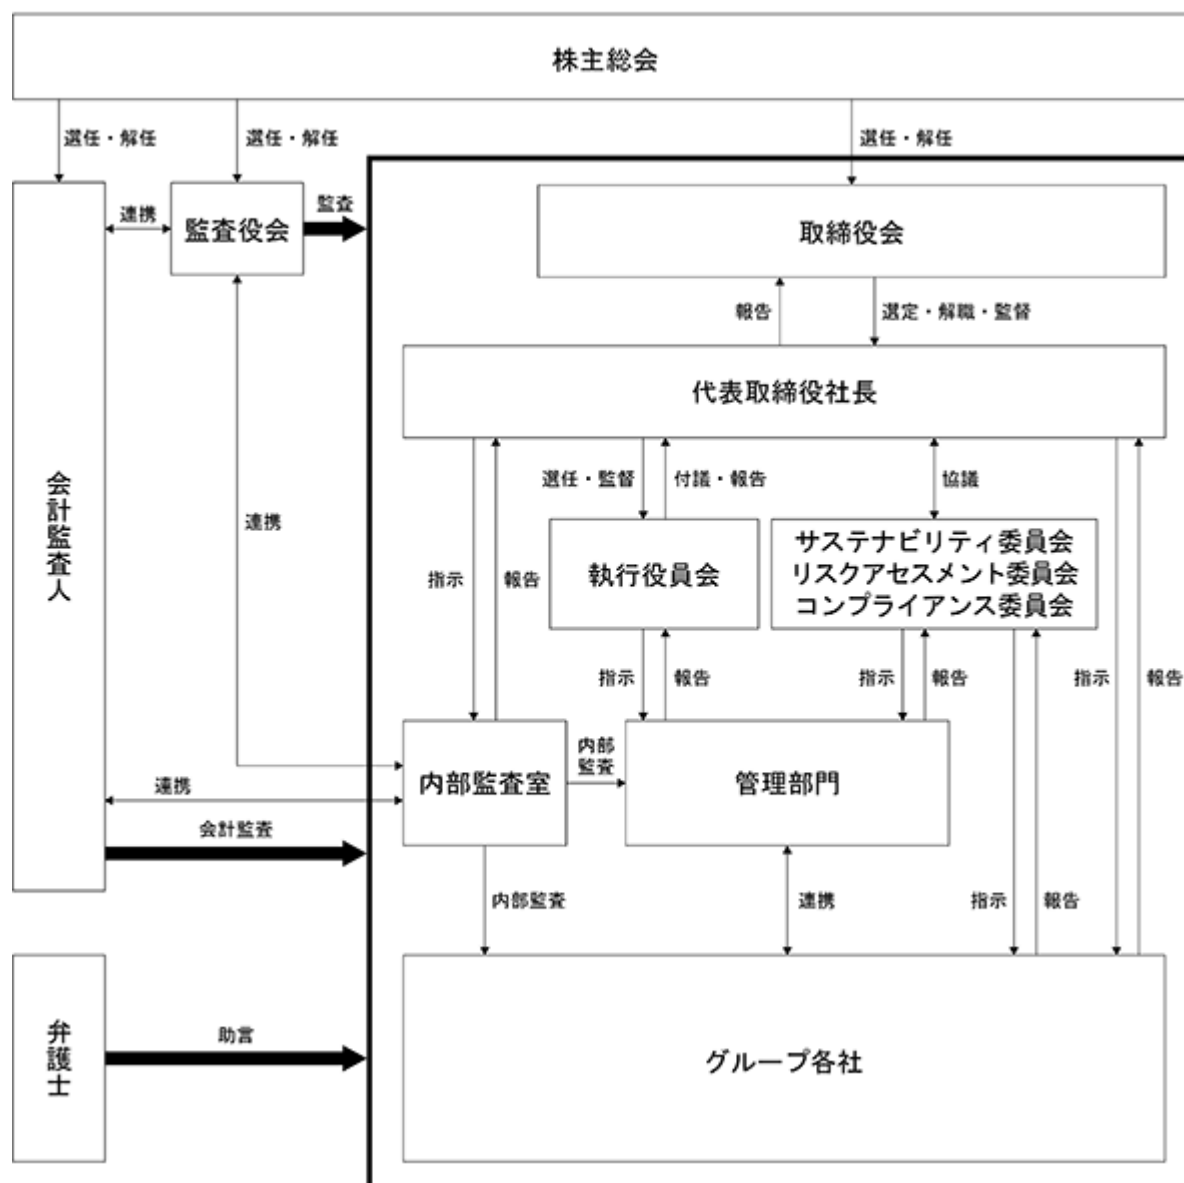 株主総会
選任・解任
選任・解任
選任・解任
連携
監査役会
監査
取締役会
報告
選定・解職・監督
代表取締役社長
会計監査人
連携
選任・監督
付議・報告
協議
指示
報告
執行役員会
サステナビリティ委員会
リスクアセスメント委員会
コンプライアンス委員会
指示
報告
指示
報告
指示
報告
内部監査室
内部
監査
管理部門
連携
会計監査
内部監査
連携
指示
報告
弁護士
助言
グループ各社